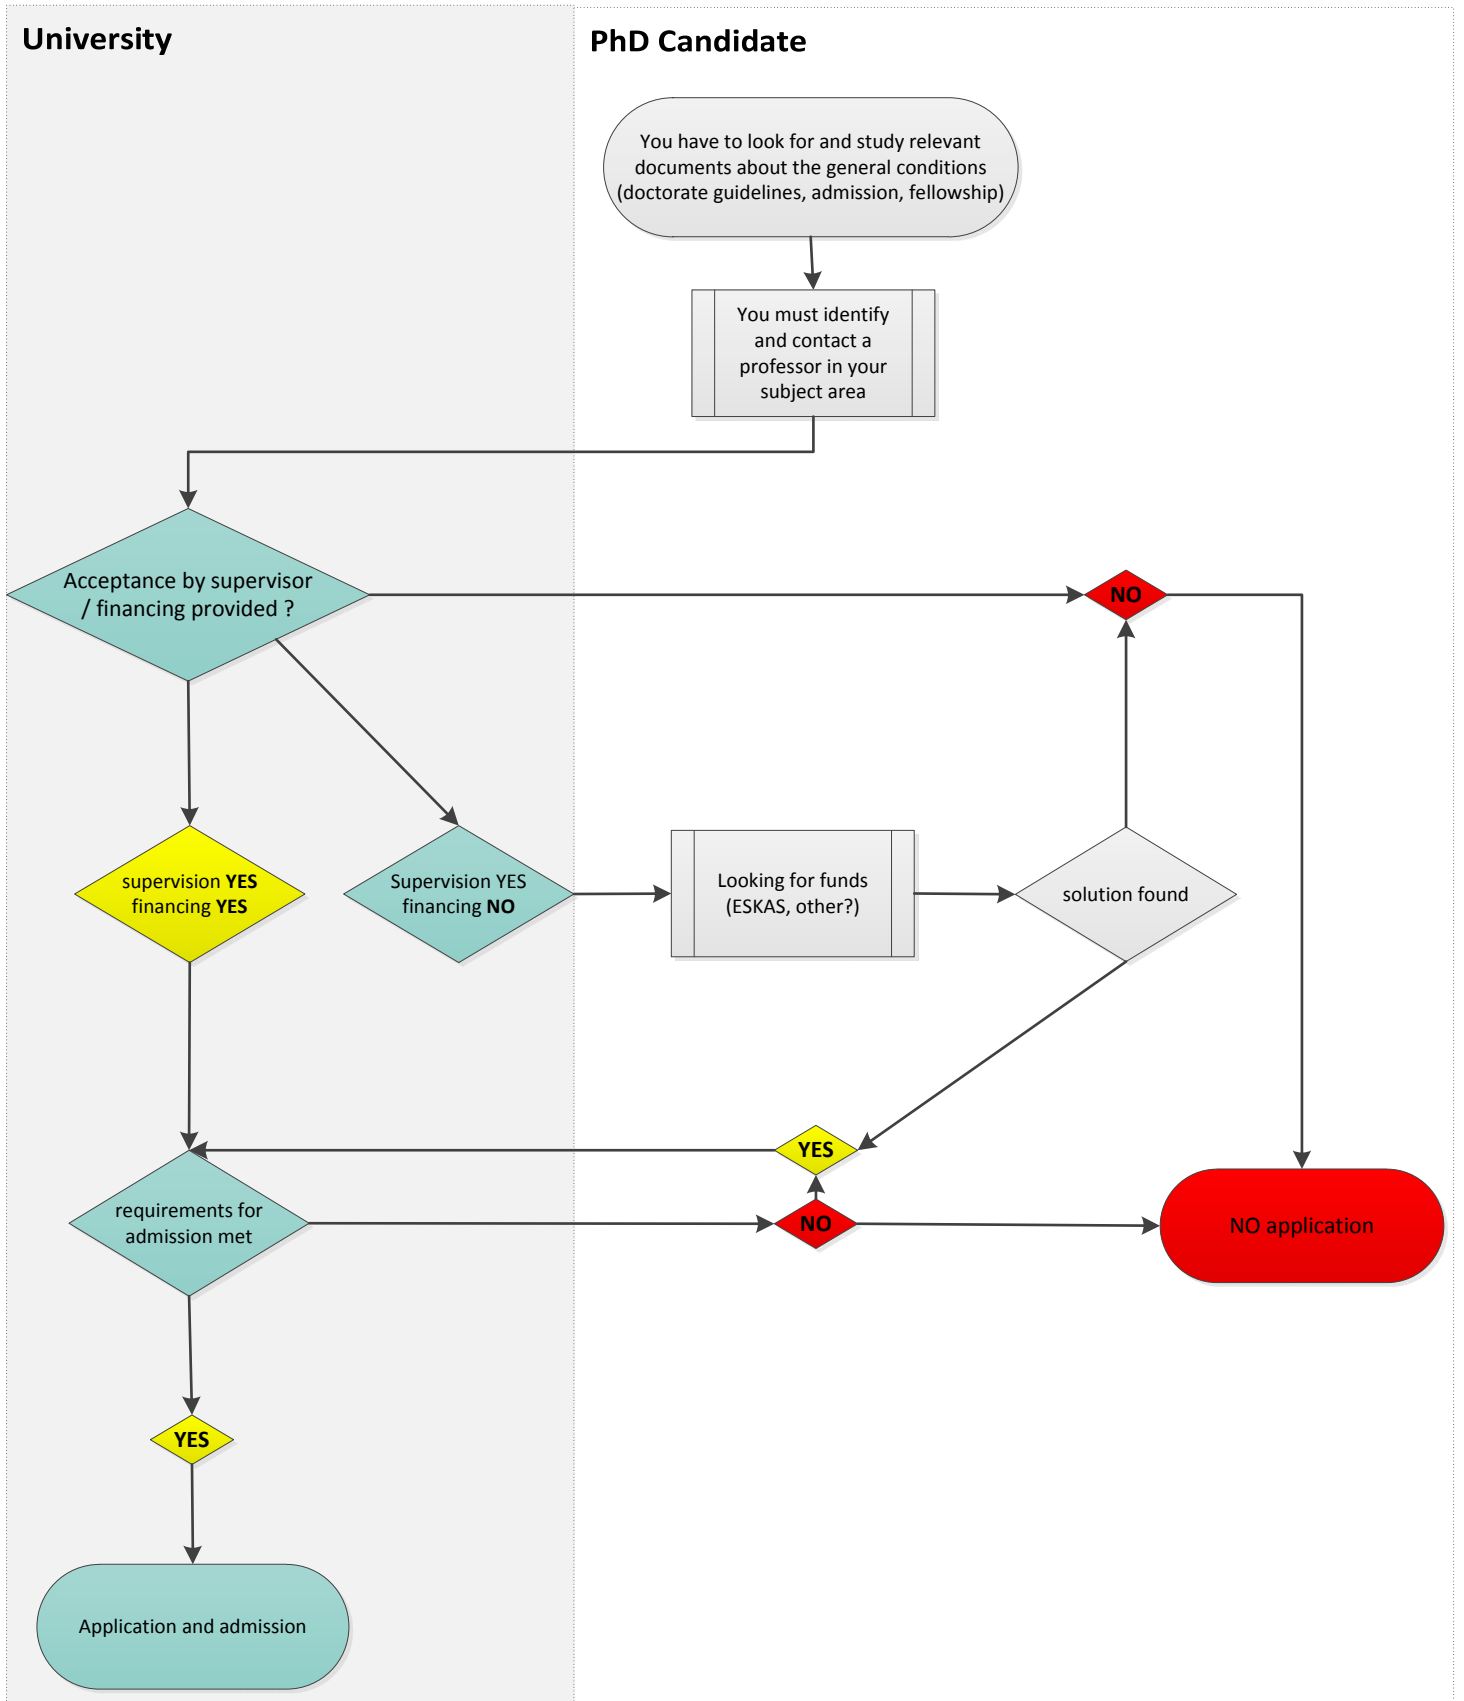 University
PhD Candidate
You have to look for and study relevant
documents about the general conditions
(doctorate guidelines, admission, fellowship)
You must identify
and contact a
professor in your
subject area
Acceptance by supervisor
/ financing provided ?
NO
supervision YES
financing YES
Supervision YES
financing NO
Looking for funds
(ESKAS, other?)
solution found
YES
requirements for
admission met
NO
NO application
YES
Application and admission